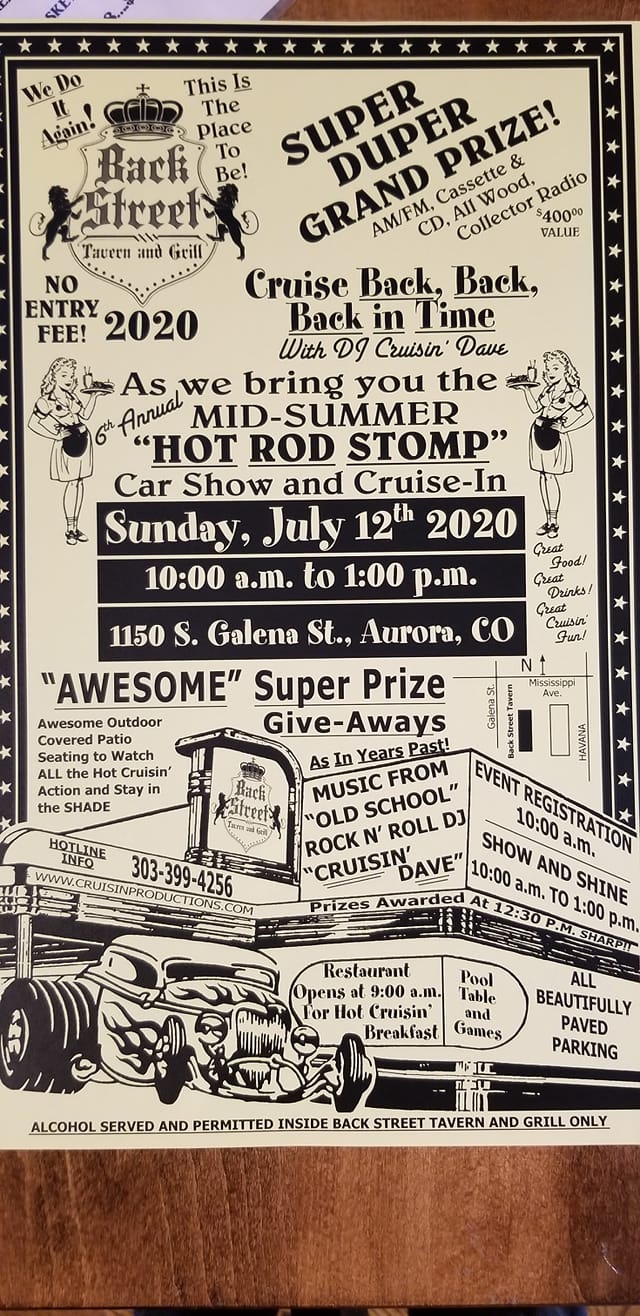 We Do
It
Again!
This Is
The
Place
To
Be!
Back
Street
Tavern and Grill
SUPER
DUPER
GRAND PRIZE!
AM/FM, Cassette &
CD, All Wood,
Collector Radio
$400⁰⁰
VALUE
NO
ENTRY
FEE!
2020
Cruise Back, Back,
Back in Time
With DJ Cruisin' Dave
As we bring you the
6th Annual
MID-SUMMER
"HOT ROD STOMP"
Car Show and Cruise-In
Sunday, July 12th 2020
10:00 a.m. to 1:00 p.m.
1150 S. Galena St., Aurora, CO
Great
Food!
Great
Drinks!
Great
Cruisin'
Fun!
"AWESOME" Super Prize
Give-Aways
As In Years Past!
Awesome Outdoor
Covered Patio
Seating to Watch
ALL the Hot Cruisin'
Action and Stay in
the SHADE
N
Mississippi
Ave.
Galena St.
Back Street Tavern
HAVANA
Back
Street
Tavern and Grill
MUSIC FROM
"OLD SCHOOL"
ROCK N' ROLL DJ
"CRUISIN'
DAVE"
EVENT REGISTRATION
10:00 a.m.
SHOW AND SHINE
10:00 a.m. TO 1:00 p.m.
HOTLINE
INFO
303-399-4256
WWW.CRUISINPRODUCTIONS.COM
Prizes Awarded At 12:30 P.M. SHARP!!
Restaurant
Opens at 9:00 a.m.
For Hot Cruisin'
Breakfast
Pool
Table
and
Games
ALL
BEAUTIFULLY
PAVED
PARKING
ALCOHOL SERVED AND PERMITTED INSIDE BACK STREET TAVERN AND GRILL ONLY